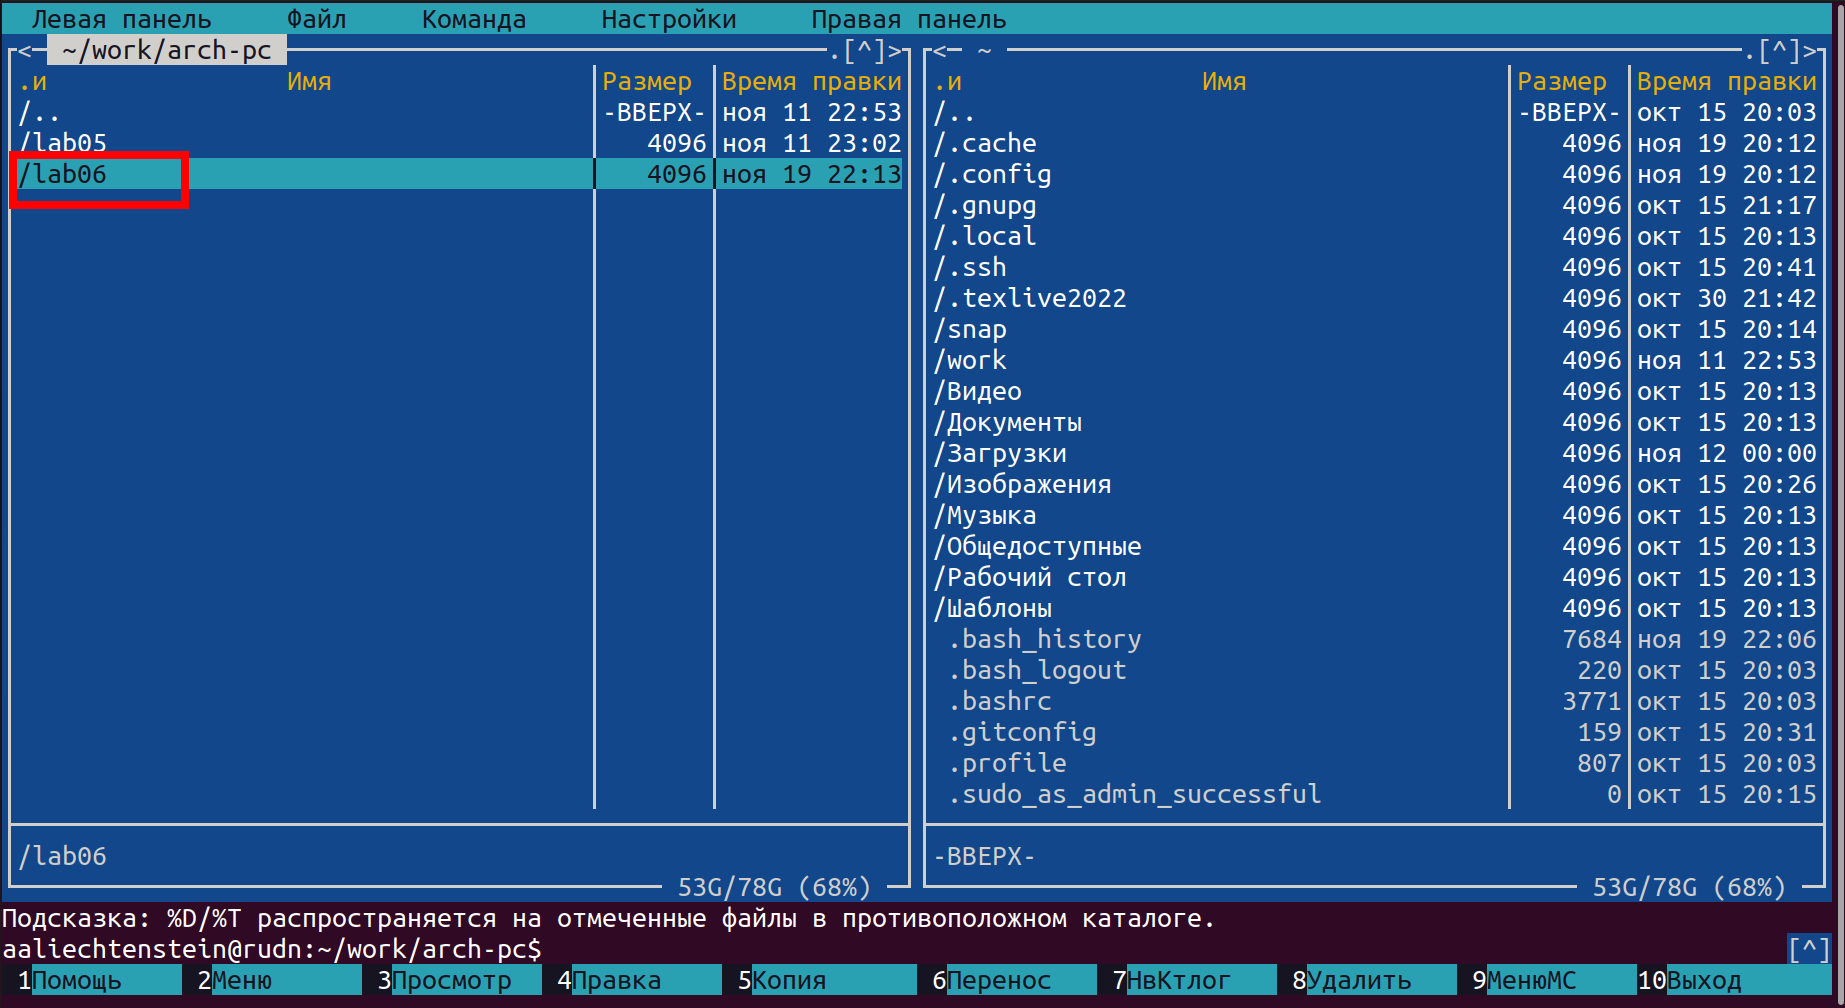 Левая панель Файл Команда Настройки Правая панель
<─ ~/work/arch-pc ─.[^]>
.и Имя Размер Время правки
/.. -ВВЕРХ- ноя 11 22:53
/lab05 4096 ноя 11 23:02
/lab06 4096 ноя 19 22:13
/lab06
53G/78G (68%)
<─ ~ ─.[^]>
.и Имя Размер Время правки
/.. -ВВЕРХ- окт 15 20:03
/.cache 4096 ноя 19 20:12
/.config 4096 ноя 19 20:12
/.gnupg 4096 окт 15 21:17
/.local 4096 окт 15 20:13
/.ssh 4096 окт 15 20:41
/.texlive2022 4096 окт 30 21:42
/snap 4096 окт 15 20:14
/work 4096 ноя 11 22:53
/Видео 4096 окт 15 20:13
/Документы 4096 окт 15 20:13
/Загрузки 4096 ноя 12 00:00
/Изображения 4096 окт 15 20:26
/Музыка 4096 окт 15 20:13
/Общедоступные 4096 окт 15 20:13
/Рабочий стол 4096 окт 15 20:13
/Шаблоны 4096 окт 15 20:13
.bash_history 7684 ноя 19 22:06
.bash_logout 220 окт 15 20:03
.bashrc 3771 окт 15 20:03
.gitconfig 159 окт 15 20:31
.profile 807 окт 15 20:03
.sudo_as_admin_successful 0 окт 15 20:15
-ВВЕРХ-
53G/78G (68%)
Подсказка: %D/%T распространяется на отмеченные файлы в противоположном каталоге.
aaliechtenstein@rudn:~/work/arch-pc$ [^]
1Помощь 2Меню 3Просмотр 4Правка 5Копия 6Перенос 7НвКтлог 8Удалить 9МенюМС 10Выход